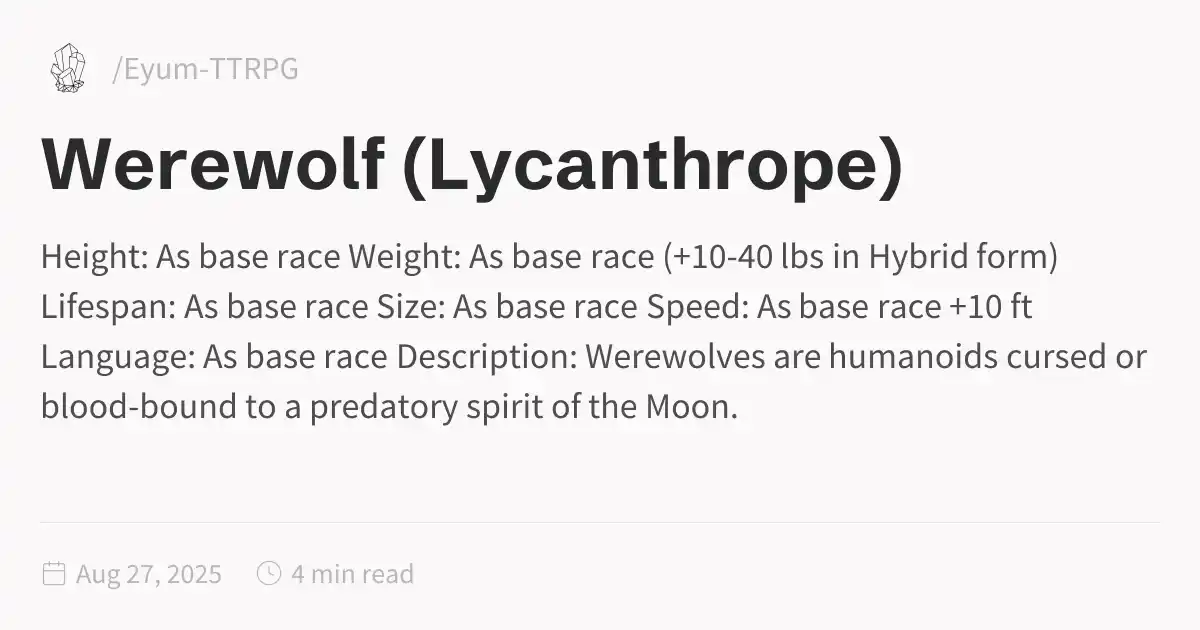 /Eyum-TTRPG
Werewolf (Lycanthrope)
Height: As base race Weight: As base race (+10-40 lbs in Hybrid form)
Lifespan: As base race Size: As base race Speed: As base race +10 ft
Language: As base race Description: Werewolves are humanoids cursed or
blood-bound to a predatory spirit of the Moon.
Aug 27, 2025 4 min read